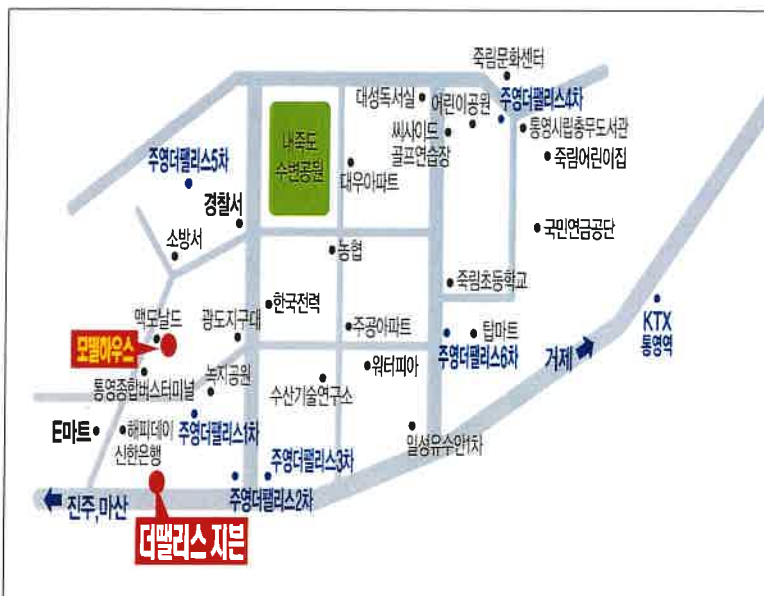 죽림문화센터
대성독서실
어린이공원
주영더팰리스4차
씨사이드
골프연습장
통영시립충무도서관
내죽도
수변공원
죽림어린이집
대우아파트
주영더팰리스5차
경찰서
국민연금공단
소방서
농협
죽림초등학교
한국전력
맥도날드
광도지구대
주공아파트
탑마트
KTX
통영역
모델하우스
주영더팰리스6차
거제
워터피아
통영종합버스터미널
녹지공원
수산기술연구소
E마트
해피데이
신한은행
주영더팰리스1차
일성유수안1차
주영더팰리스3차
주영더팰리스2차
진주,마산
더팰리스 지븐